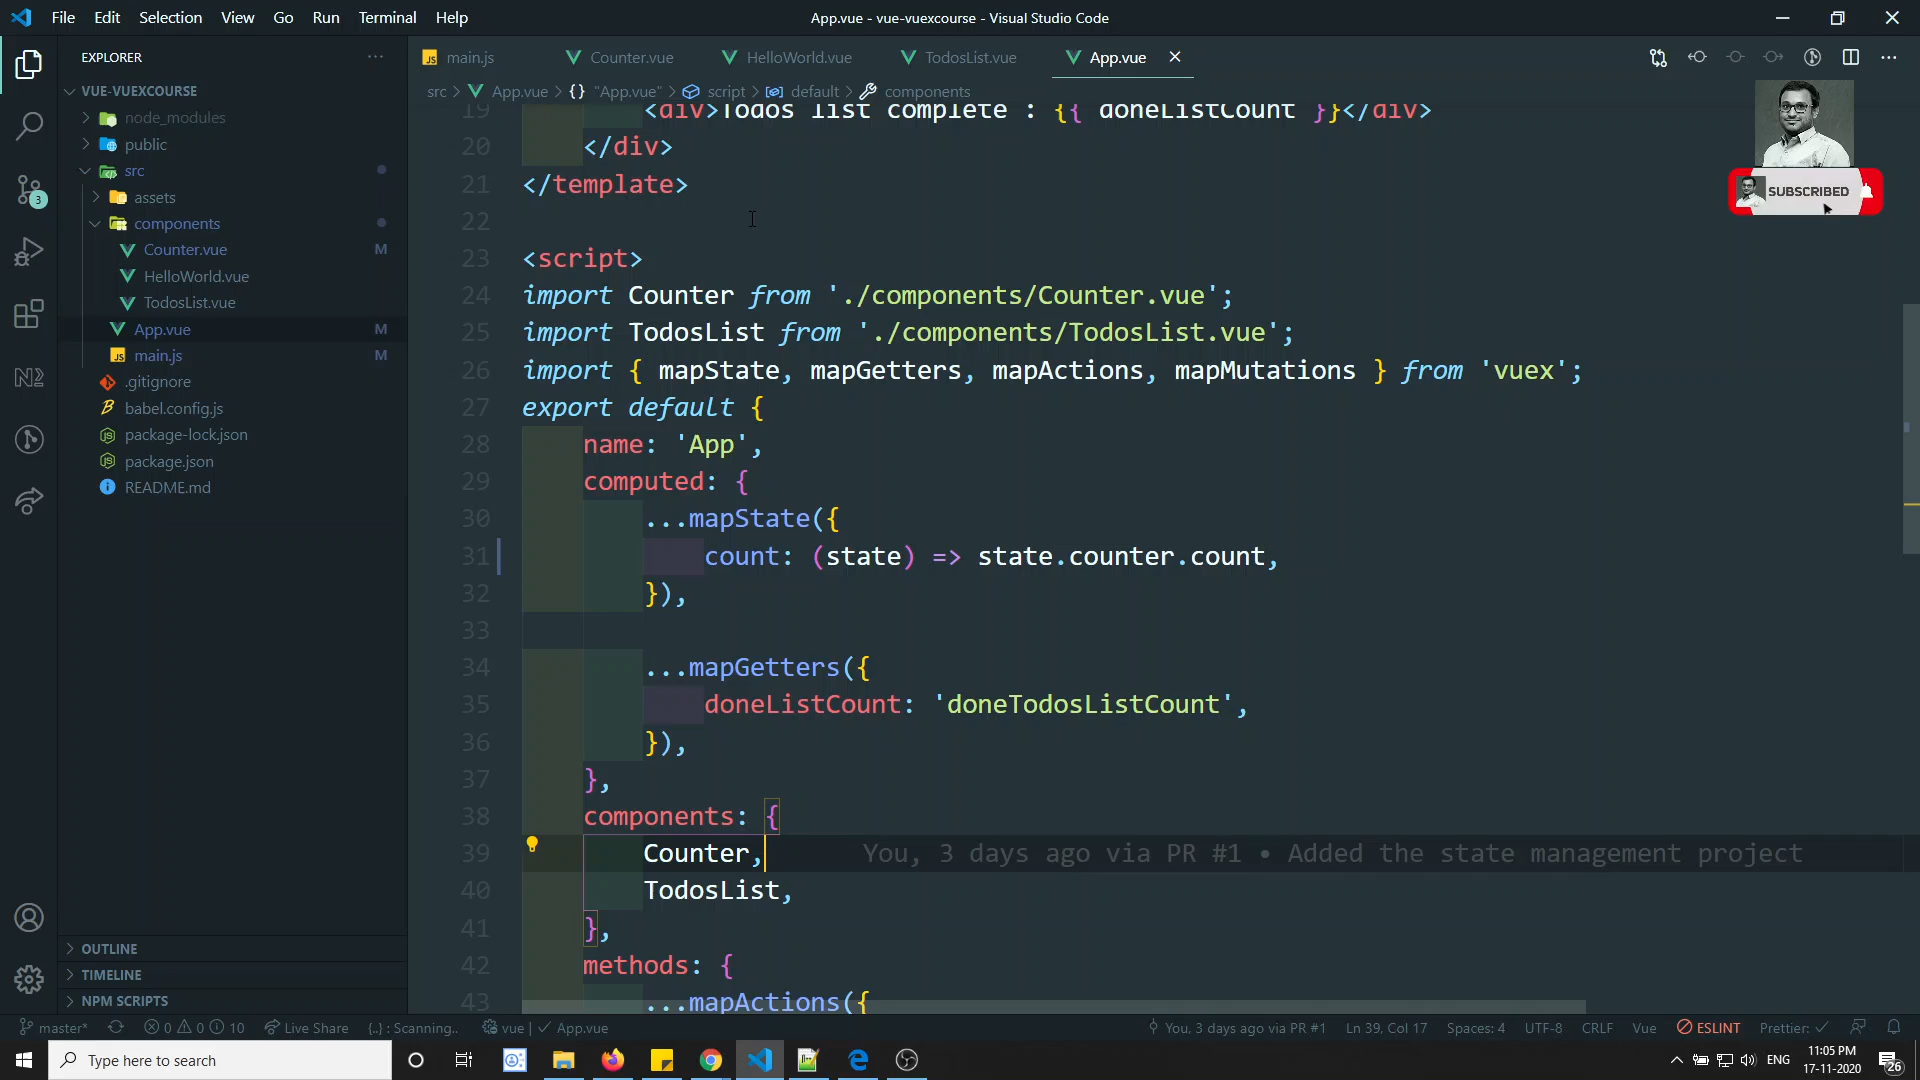 File Edit Selection View Go Run Terminal Help
App.vue - vue-vuexcourse - Visual Studio Code
EXPLORER
VUE-VUEXCOURSE
node_modules
public
src
assets
components
Counter.vue M
HelloWorld.vue
TodosList.vue
App.vue M
main.js M
.gitignore
babel.config.js
package-lock.json
package.json
README.md
3
OUTLINE
TIMELINE
NPM SCRIPTS
main.js Counter.vue HelloWorld.vue TodosList.vue App.vue
src > App.vue > {} "App.vue" > script > default > components
19 <div>Todos list complete : {{ doneListCount }}</div>
20 </div>
21 </template>
22
23 <script>
24 import Counter from './components/Counter.vue';
25 import TodosList from './components/TodosList.vue';
26 import { mapState, mapGetters, mapActions, mapMutations } from 'vuex';
27 export default {
28 name: 'App',
29 computed: {
30 ...mapState({
31 count: (state) => state.counter.count,
32 }),
33
34 ...mapGetters({
35 doneListCount: 'doneTodosListCount',
36 }),
37 },
38 components: {
39 Counter, You, 3 days ago via PR #1 • Added the state management project
40 TodosList,
41 },
42 methods: {
43 ...mapActions({
SUBSCRIBED
master* 0 0 10 Live Share {..} : Scanning.. vue | App.vue
You, 3 days ago via PR #1 Ln 39, Col 17 Spaces: 4 UTF-8 CRLF Vue ESLINT Prettier: ✓
Type here to search
ENG
11:05 PM
17-11-2020
26